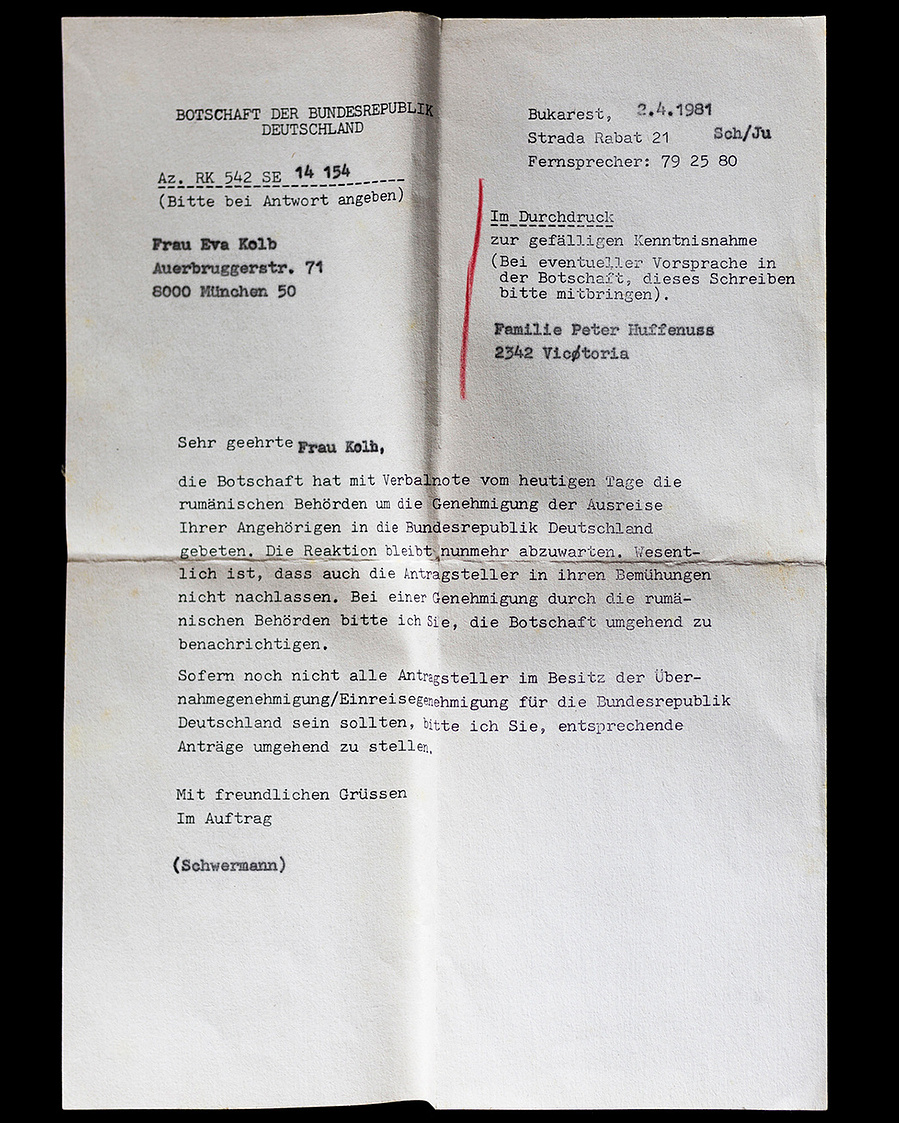 BOTSCHAFT DER BUNDESREPUBLIK
DEUTSCHLAND
Az. RK 542 SE 14 154
(Bitte bei Antwort angeben)
Frau Eva Kolb
Auerbruggerstr. 71
8000 München 50
Bukarest, 2.4.1981
Strada Rabat 21 Sch/Ju
Fernsprecher: 79 25 80
Im Durchdruck
zur gefälligen Kenntnisnahme
(Bei eventueller Vorsprache in
der Botschaft, dieses Schreiben
bitte mitbringen).
Familie Peter Huffenuss
2342 Vicøtoria
Sehr geehrte Frau Kolb,
die Botschaft hat mit Verbalnote vom heutigen Tage die
rumänischen Behörden um die Genehmigung der Ausreise
Ihrer Angehörigen in die Bundesrepublik Deutschland
gebeten. Die Reaktion bleibt nunmehr abzuwarten. Wesent-
lich ist, dass auch die Antragsteller in ihren Bemühungen
nicht nachlassen. Bei einer Genehmigung durch die rumä-
nischen Behörden bitte ich Sie, die Botschaft umgehend zu
benachrichtigen.
Sofern noch nicht alle Antragsteller im Besitz der Über-
nahmegenehmigung/Einreisegenehmigung für die Bundesrepublik
Deutschland sein sollten, bitte ich Sie, entsprechende
Anträge umgehend zu stellen.
Mit freundlichen Grüssen
Im Auftrag
(Schwermann)